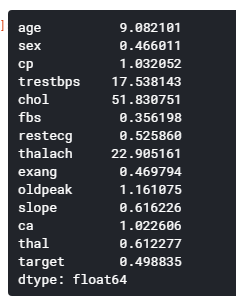 ]
age 9.082101
sex 0.466011
cp 1.032052
trestbps 17.538143
chol 51.830751
fbs 0.356198
restecg 0.525860
thalach 22.905161
exang 0.469794
oldpeak 1.161075
slope 0.616226
ca 1.022606
thal 0.612277
target 0.498835
dtype: float64